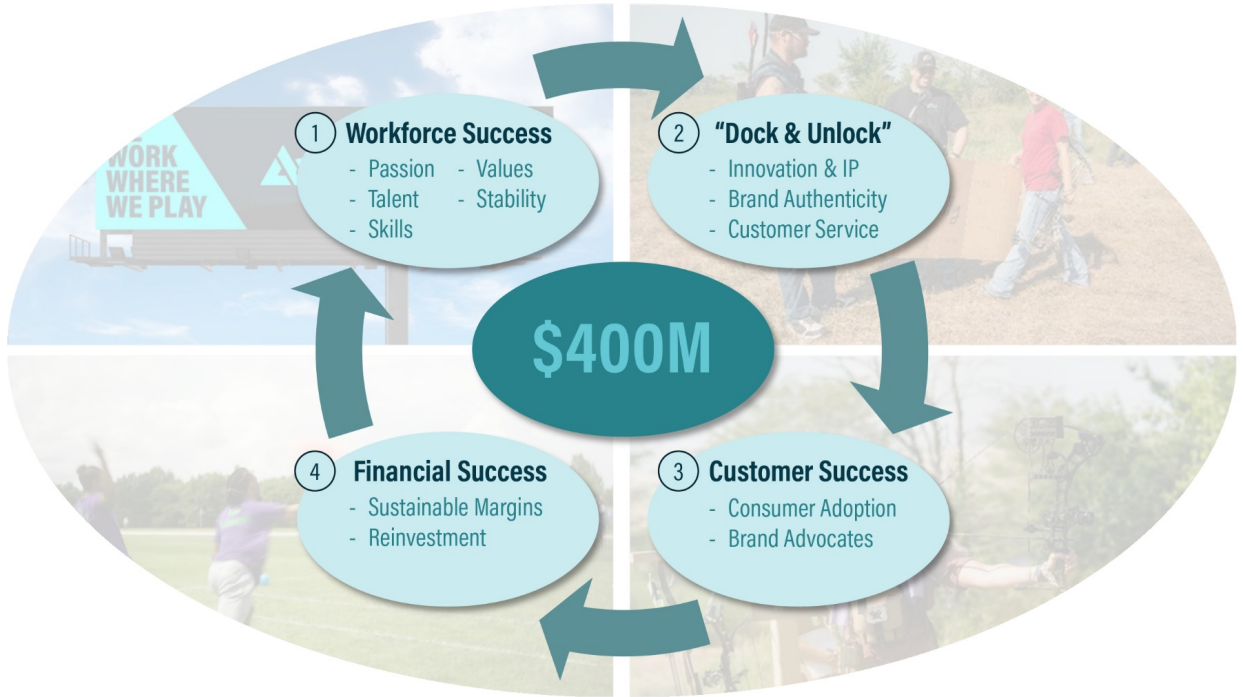 WORK
WHERE
WE PLAY
1 Workforce Success
- Passion - Values
- Talent - Stability
- Skills
2 “Dock & Unlock”
- Innovation & IP
- Brand Authenticity
- Customer Service
$400M
4 Financial Success
- Sustainable Margins
- Reinvestment
3 Customer Success
- Consumer Adoption
- Brand Advocates